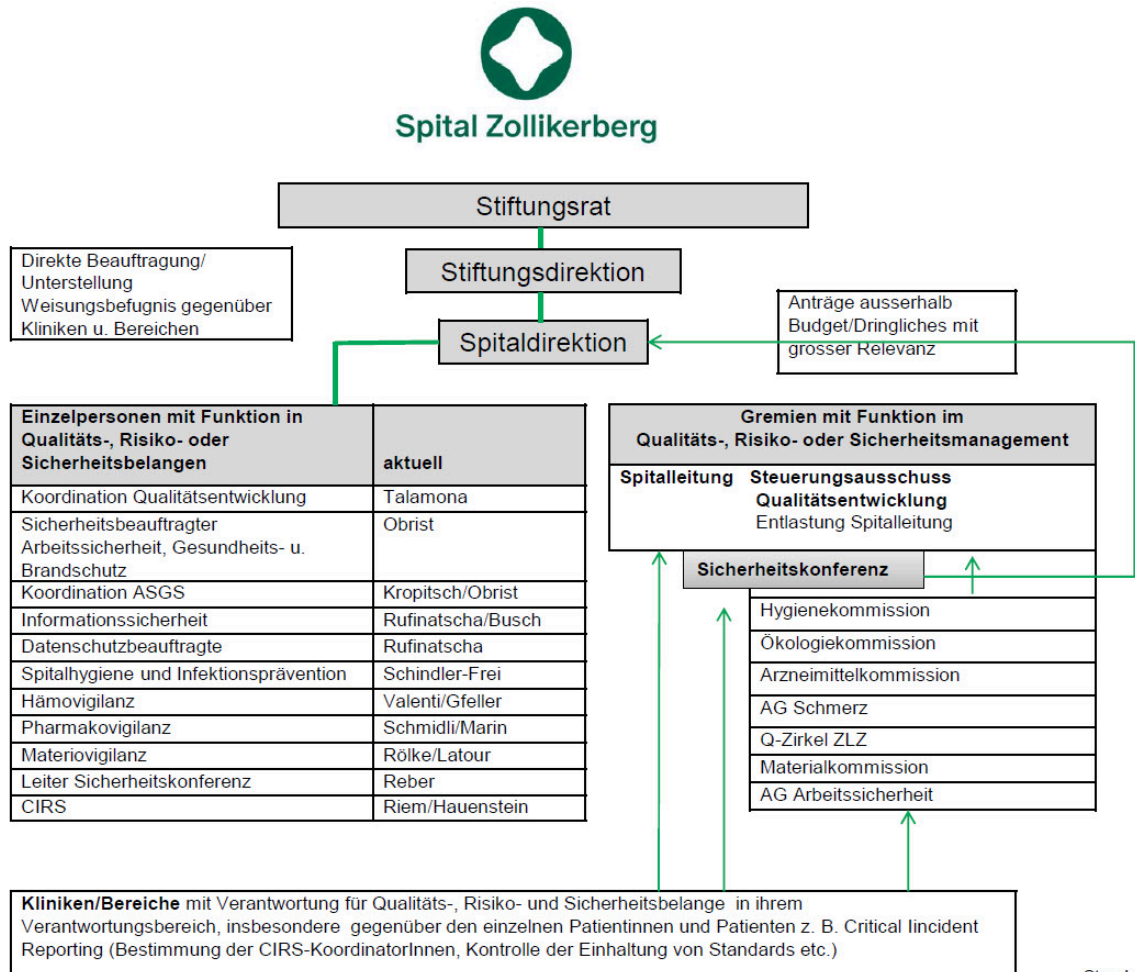 Spital Zollikerberg
Stiftungsrat
Direkte Beauftragung/
Unterstellung
Weisungsbefugnis gegenüber
Kliniken u. Bereichen
Stiftungsdirektion
Anträge ausserhalb
Budget/Dringliches mit
grosser Relevanz
Spitaldirektion
Einzelpersonen mit Funktion in
Qualitäts-, Risiko- oder
Sicherheitsbelangen
aktuell
Koordination Qualitätsentwicklung Talamona
Sicherheitsbeauftragter Obrist
Arbeitssicherheit, Gesundheits- u.
Brandschutz
Koordination ASGS Kropitsch/Obrist
Informationssicherheit Rufinatscha/Busch
Datenschutzbeauftragte Rufinatscha
Spitalhygiene und Infektionsprävention Schindler-Frei
Hämovigilanz Valenti/Gfeller
Pharmakovigilanz Schmidli/Marin
Materiovigilanz Rölke/Latour
Leiter Sicherheitskonferenz Reber
CIRS Riem/Hauenstein
Gremien mit Funktion im
Qualitäts-, Risiko- oder Sicherheitsmanagement
Spitalleitung Steuerungsausschuss
Qualitätsentwicklung
Entlastung Spitalleitung
Sicherheitskonferenz
Hygienekommission
Ökologiekommission
Arzneimittelkommission
AG Schmerz
Q-Zirkel ZLZ
Materialkommission
AG Arbeitssicherheit
Kliniken/Bereiche mit Verantwortung für Qualitäts-, Risiko- und Sicherheitsbelange in ihrem
Verantwortungsbereich, insbesondere gegenüber den einzelnen Patientinnen und Patienten z. B. Critical Iincident
Reporting (Bestimmung der CIRS-KoordinatorInnen, Kontrolle der Einhaltung von Standards etc.)